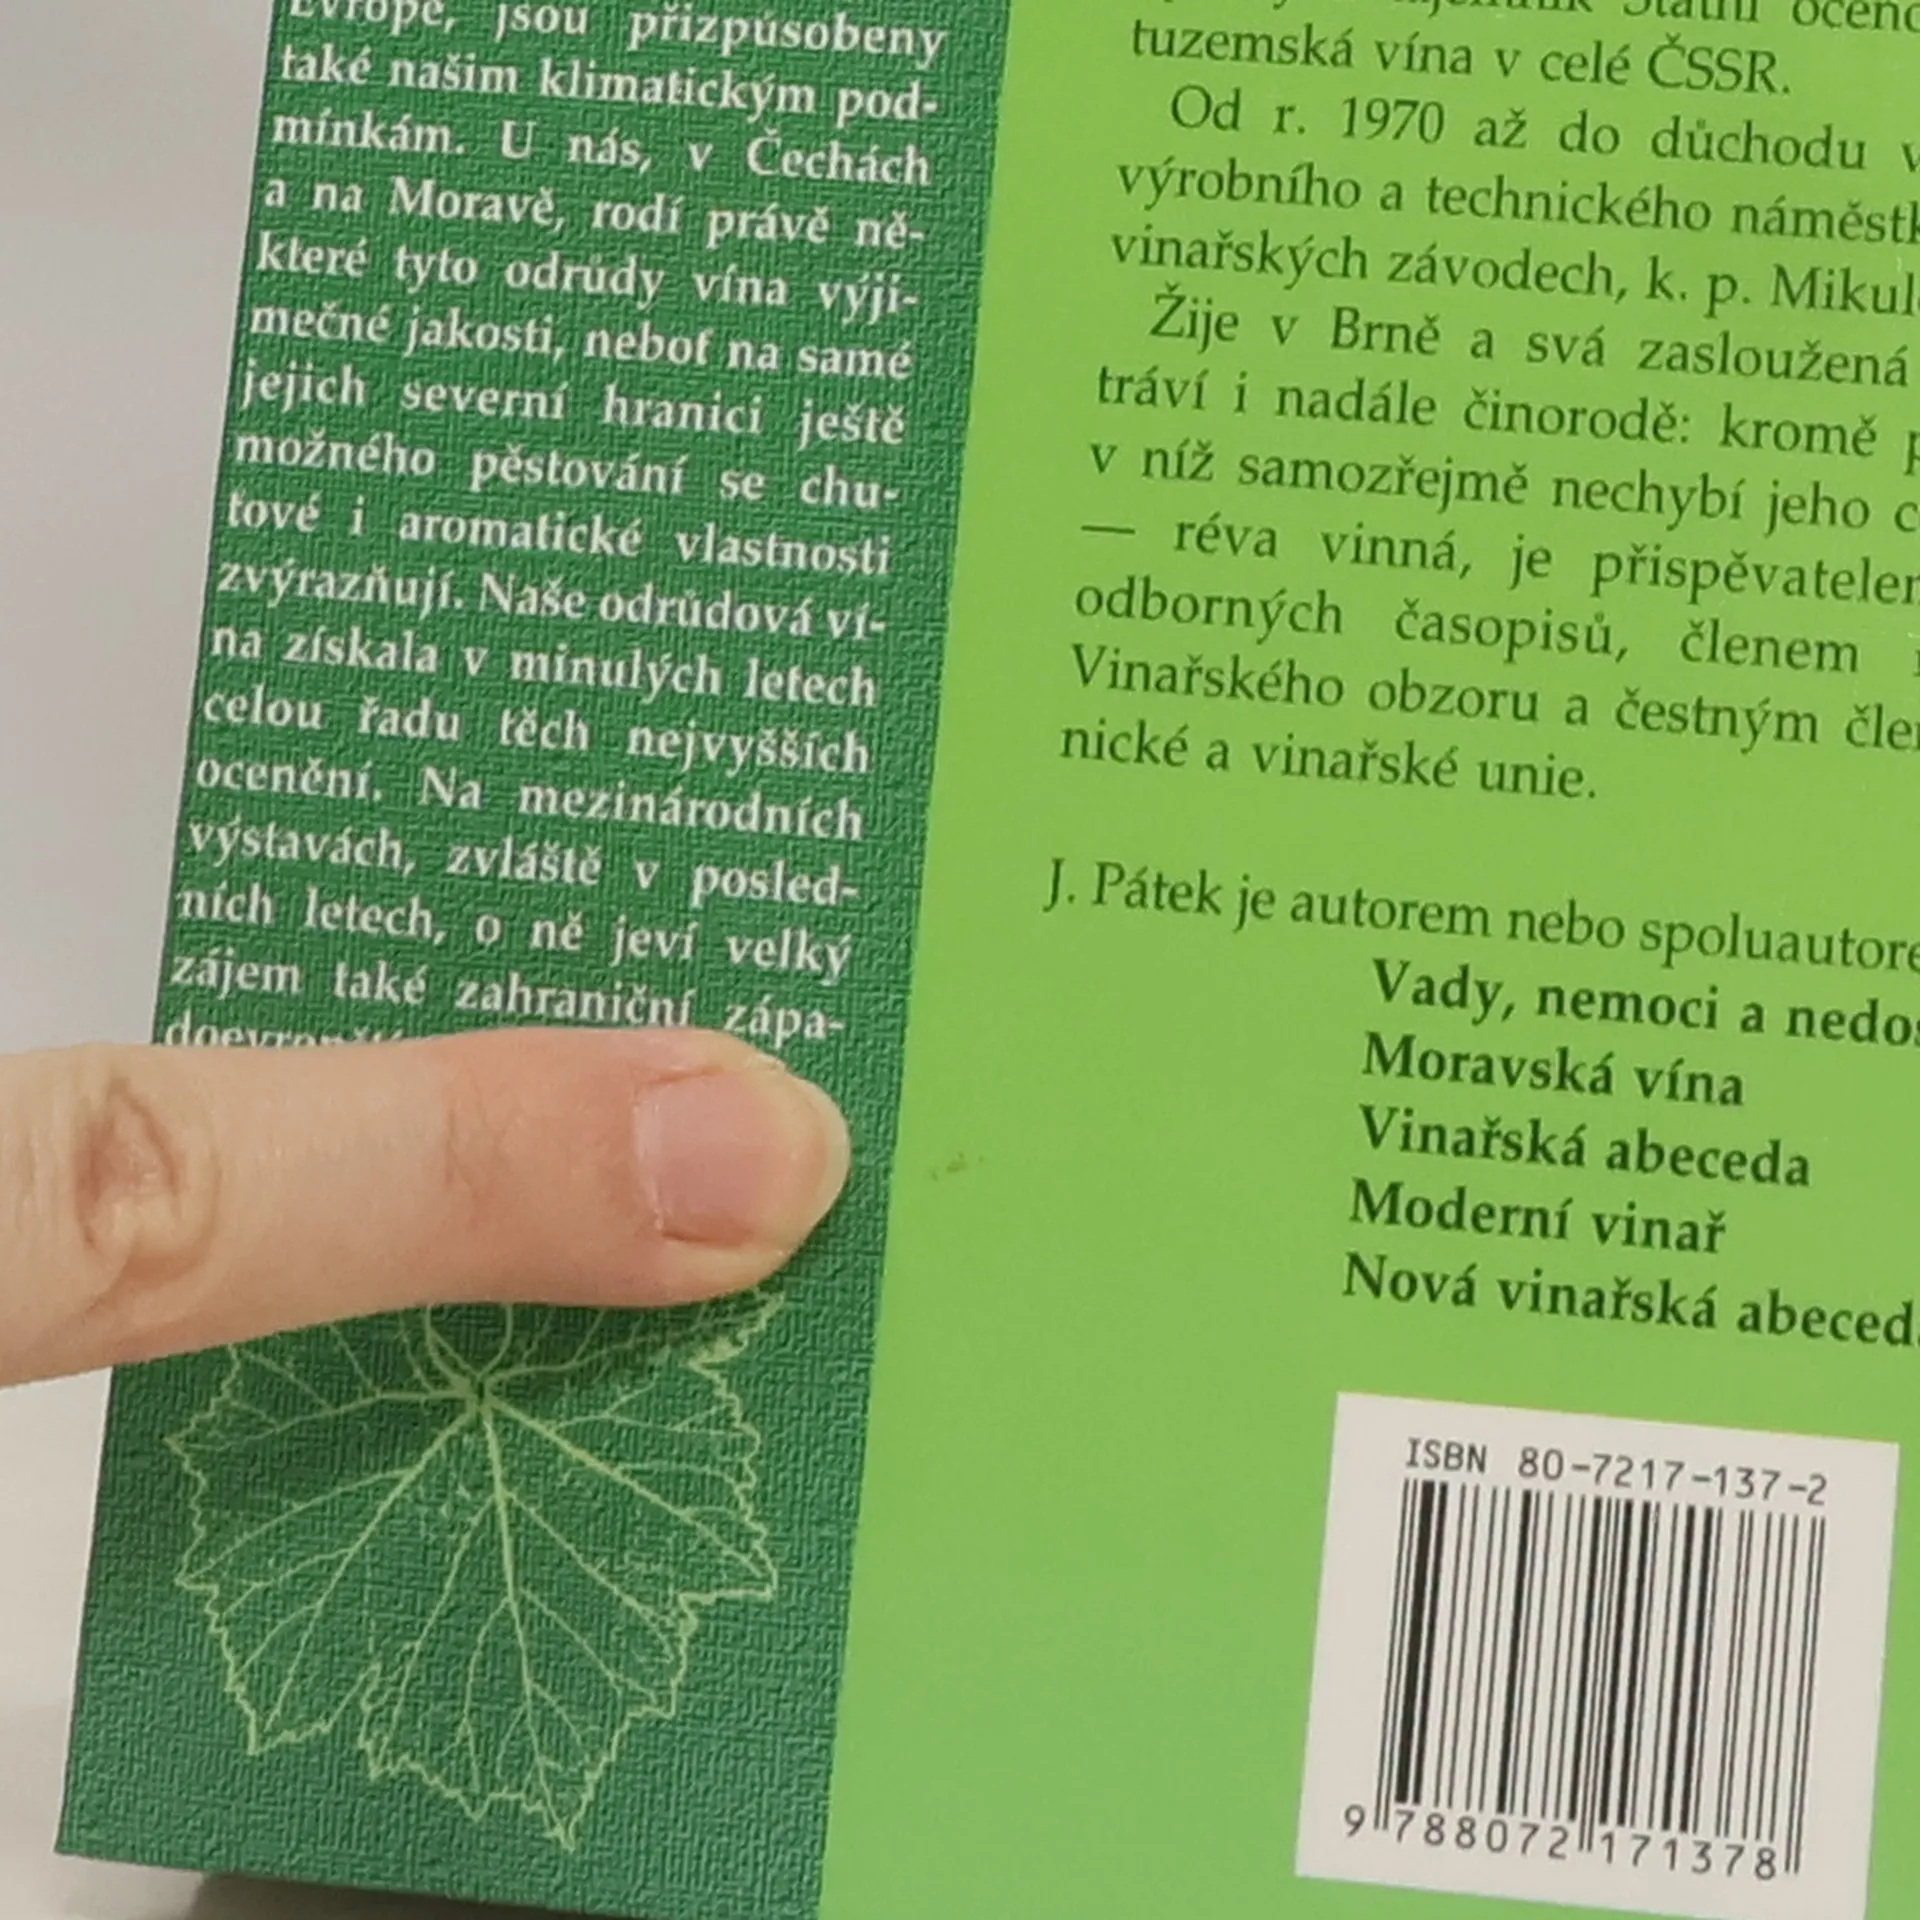 Evropě, jsou přizpůsobeny
také našim klimatickým pod-
mínkám. U nás, v Čechách
a na Moravě, rodí právě ně-
které tyto odrůdy vína výji-
mečné jakosti, neboť na samé
jejich severní hranici ještě
možného pěstování se chu-
ťové i aromatické vlastnosti
zvýrazňují. Naše odrůdová ví-
na získala v minulých letech
celou řadu těch nejvyšších
ocenění. Na mezinárodních
výstavách, zvláště v posled-
ních letech, o ně jeví velký
zájem také zahraniční zápa-
Státní
tuzemská vína v celé ČSSR.
Od r. 1970 až do důchodu v
výrobního a technického náměstk
vinařských závodech, k. p. Mikul
Žije v Brně a svá zasloužená
tráví i nadále činorodě: kromě p
v níž samozřejmě nechybí jeho c
— réva vinná, je přispěvatelem
odborných časopisů, členem
Vinařského obzoru a čestným člen
nické a vinařské unie.
J. Pátek je autorem nebo spoluautore
Vady, nemoci a nedos
Moravská vína
Vinařská abeceda
Moderní vinař
Nová vinařská abeceda
ISBN 80-7217-137-2
9 788072 171378